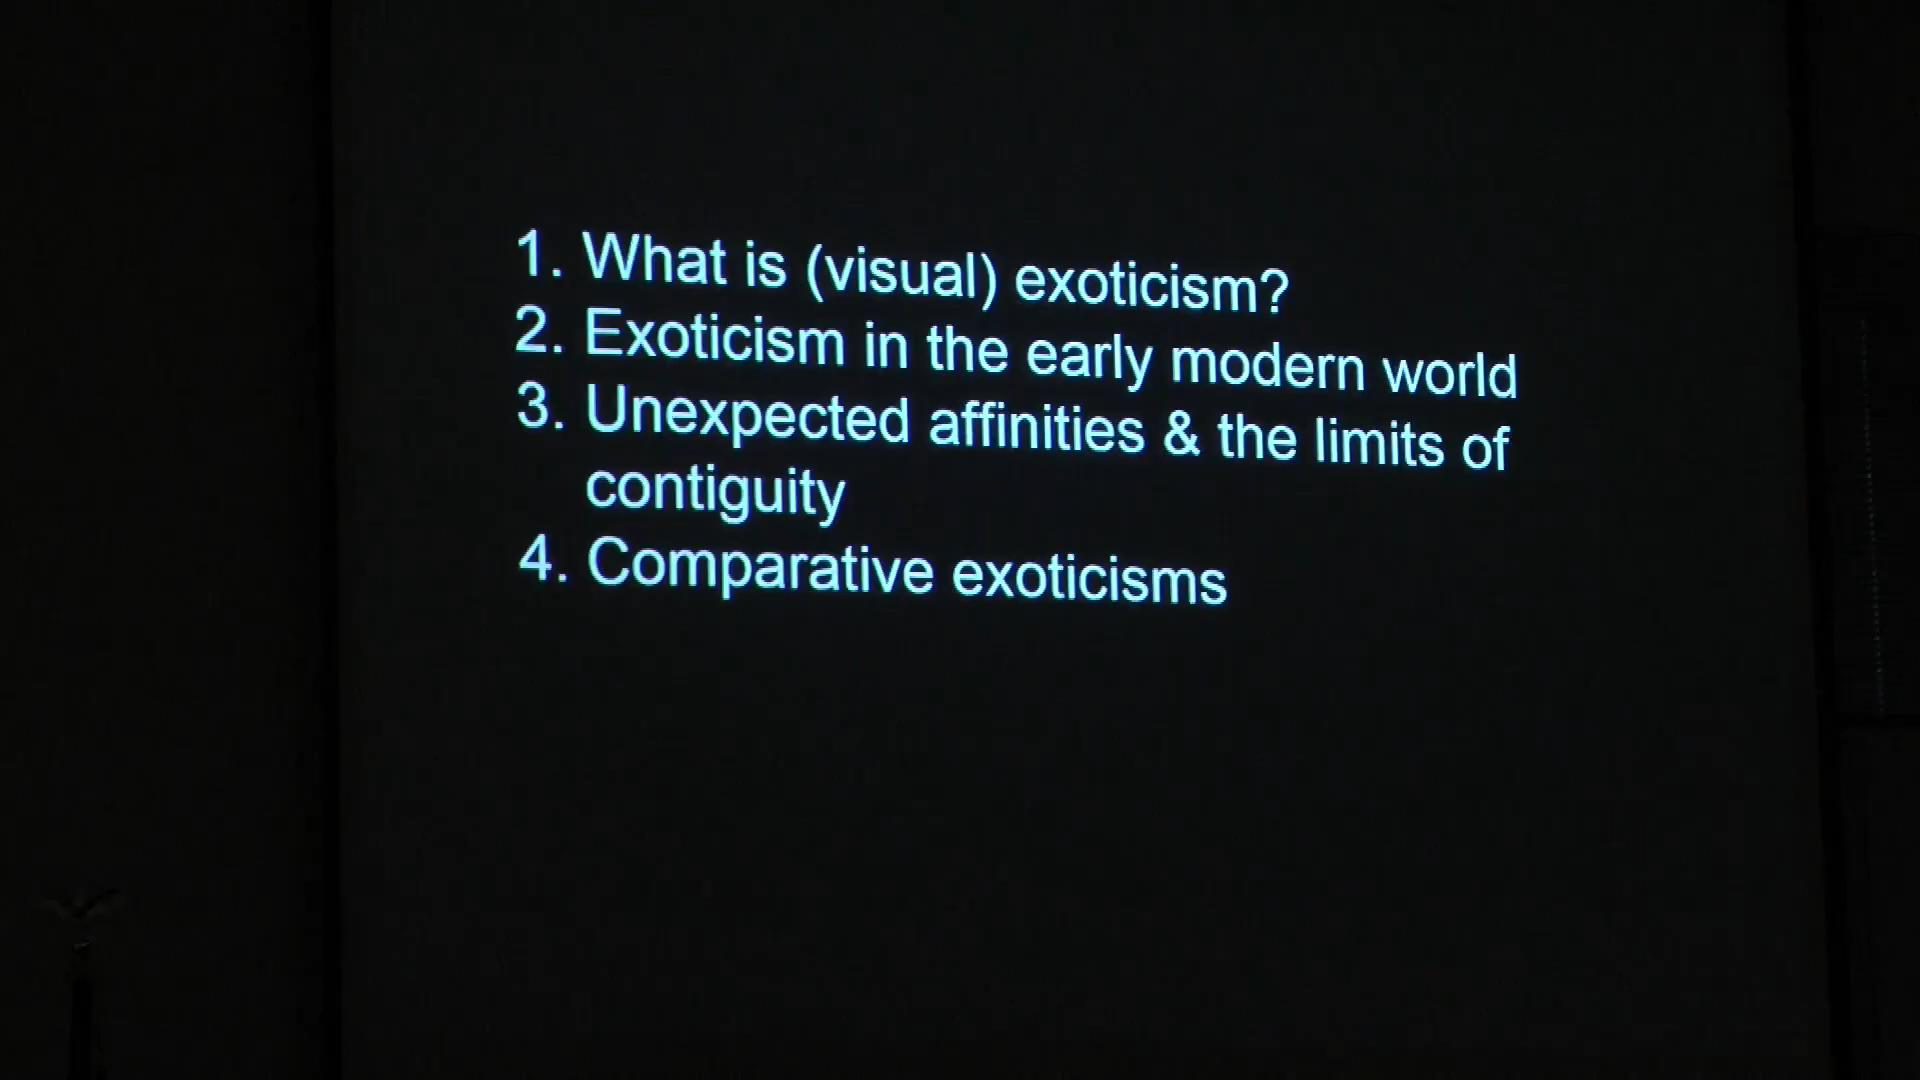 1. What is (visual) exoticism?
2. Exoticism in the early modern world
3. Unexpected affinities & the limits of
contiguity
4. Comparative exoticisms